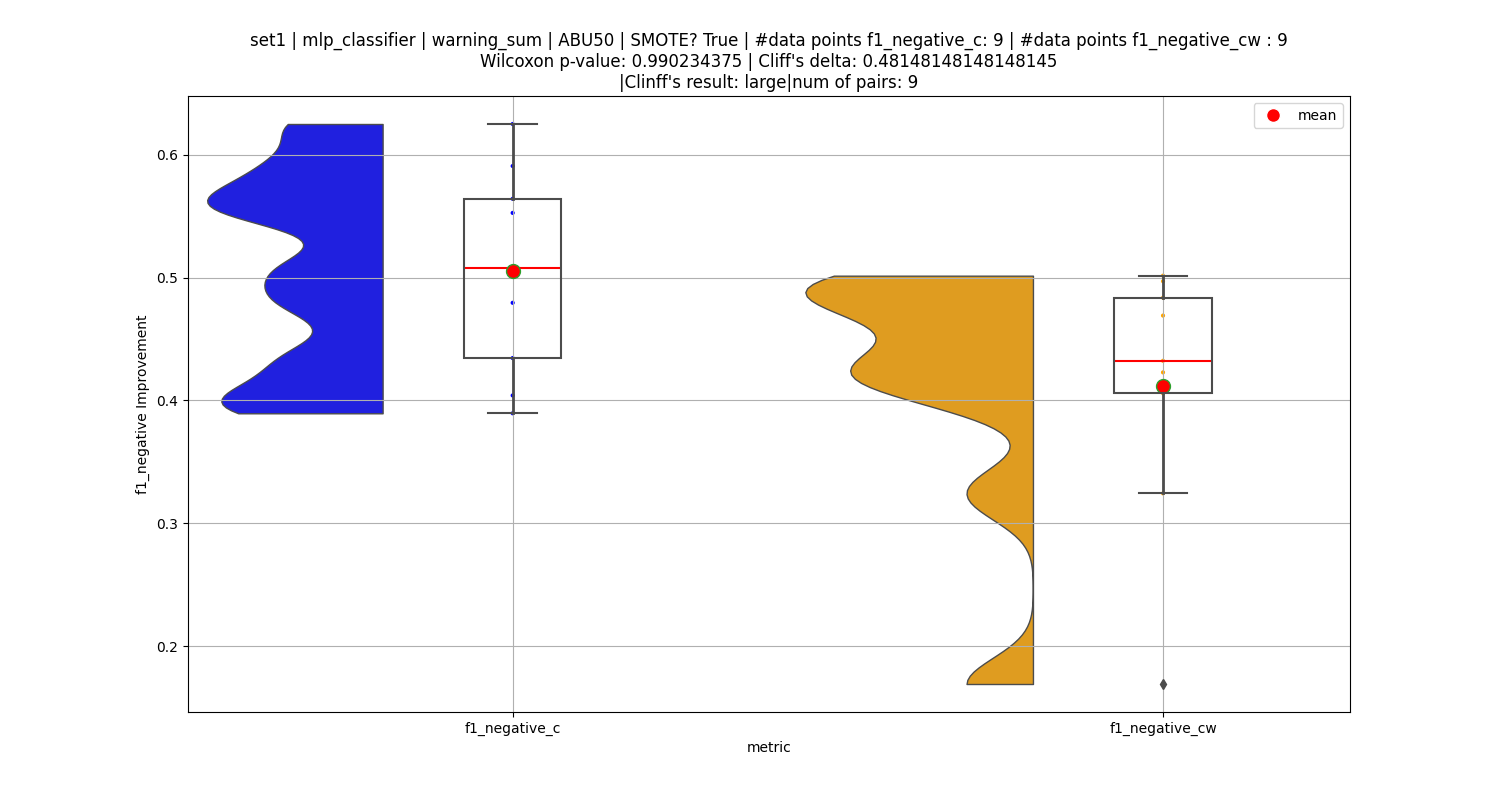 set1 | mlp_classifier | warning_sum | ABU50 | SMOTE? True | #data points f1_negative_c: 9 | #data points f1_negative_cw : 9
Wilcoxon p-value: 0.990234375 | Cliff's delta: 0.48148148148148145
|Clinff's result: large|num of pairs: 9
mean
0.6
0.5
0.4
0.3
0.2
f1_negative Improvement
f1_negative_c
f1_negative_cw
metric